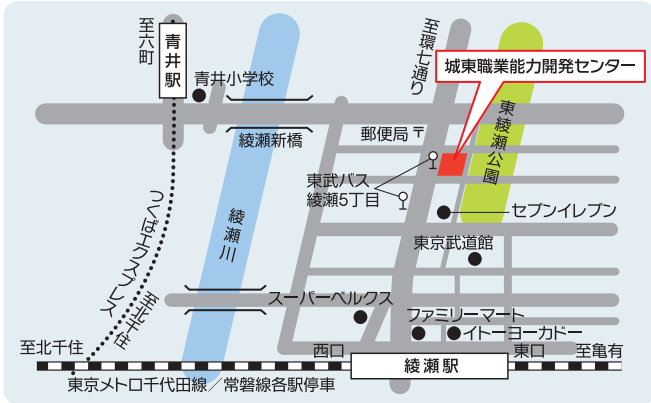 至六町
青井駅
青井小学校
至環七通り
城東職業能力開発センター
綾瀬新橋
郵便局〒
東綾瀬公園
東武バス
綾瀬5丁目
つくばエクスプレス
綾瀬川
セブンイレブン
東京武道館
至北千住
スーパーベルクス
ファミリーマート
イトーヨーカドー
至北千住
西口
綾瀬駅
東口
至亀有
東京メトロ千代田線／常磐線各駅停車